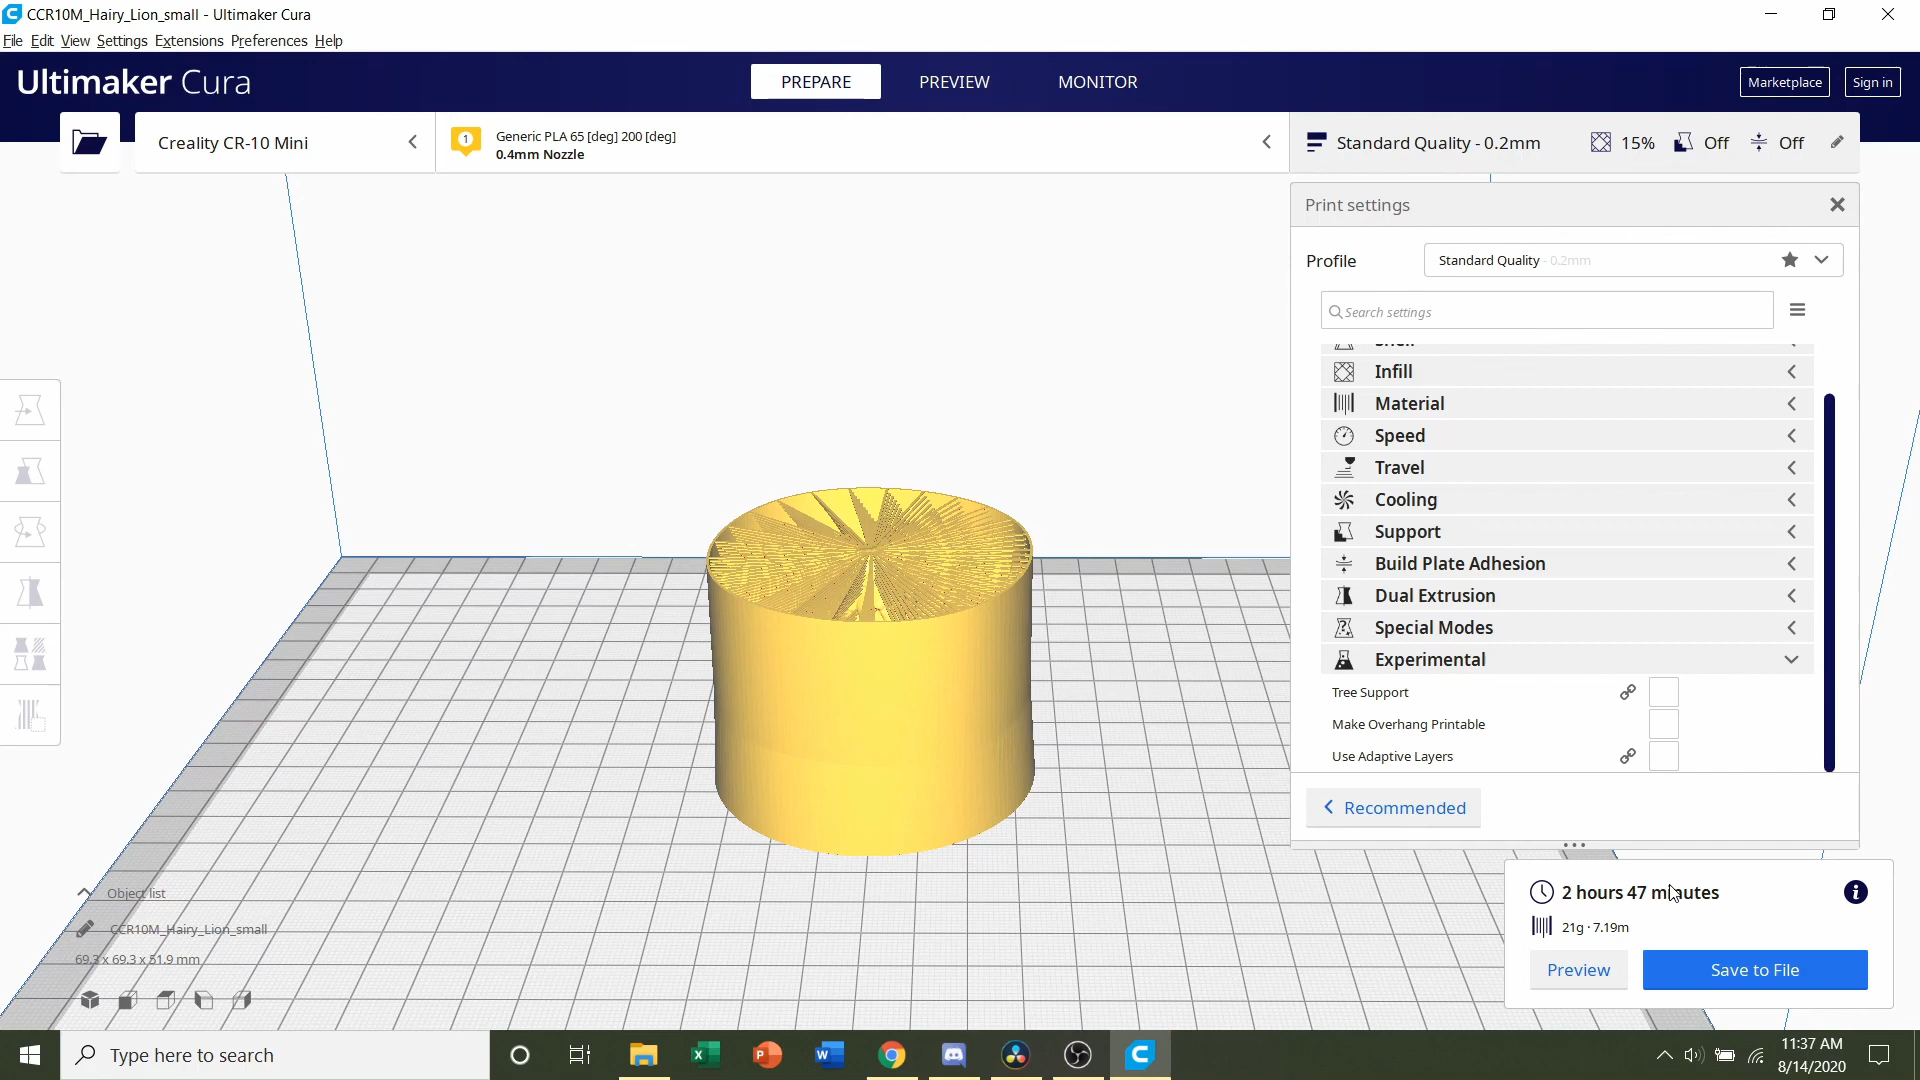 CCR10M_Hairy_Lion_small - Ultimaker Cura
File Edit View Settings Extensions Preferences Help
Ultimaker Cura
PREPARE
PREVIEW
MONITOR
Marketplace
Sign in
Creality CR-10 Mini
1
Generic PLA 65 [deg] 200 [deg]
0.4mm Nozzle
Standard Quality - 0.2mm
15%
Off
Off
Print settings
Profile
Standard Quality - 0.2mm
Search settings
Shell
Infill
Material
Speed
Travel
Cooling
Support
Build Plate Adhesion
Dual Extrusion
Special Modes
Experimental
Tree Support
Make Overhang Printable
Use Adaptive Layers
Recommended
Object list
CCR10M_Hairy_Lion_small
69.3 x 69.3 x 51.9 mm
2 hours 47 minutes
21g · 7.19m
Preview
Save to File
Type here to search
11:37 AM
8/14/2020